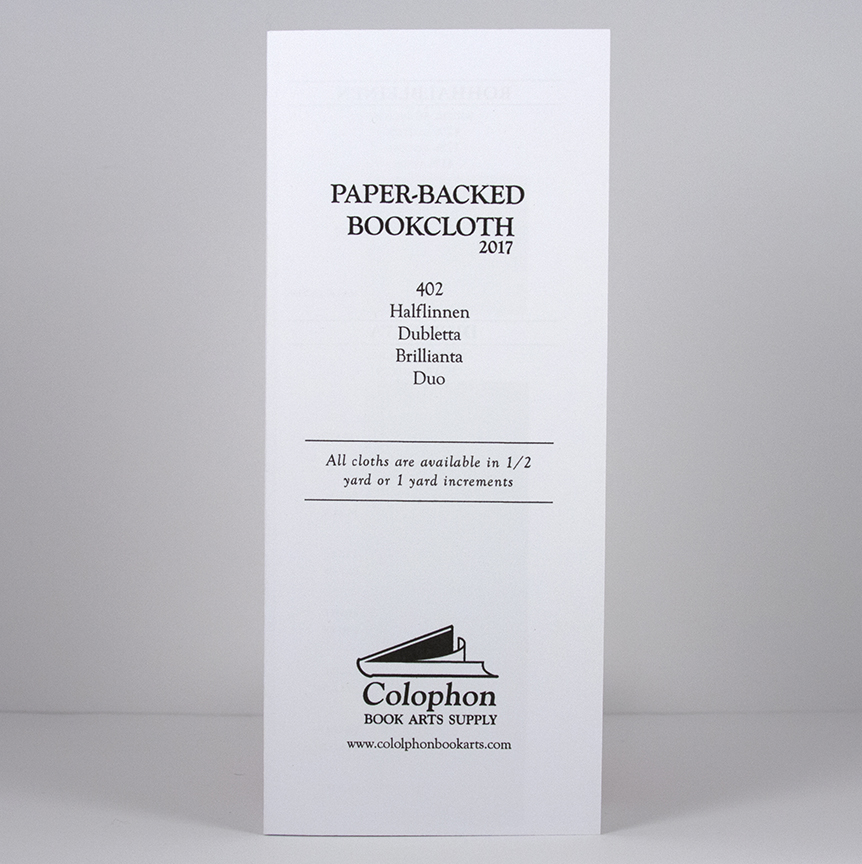 PAPER-BACKED
BOOKCLOTH
2017
402
Halflinnen
Dubletta
Brillianta
Duo
All cloths are available in 1/2
yard or 1 yard increments
Colophon
BOOK ARTS SUPPLY
www.cololphonbookarts.com